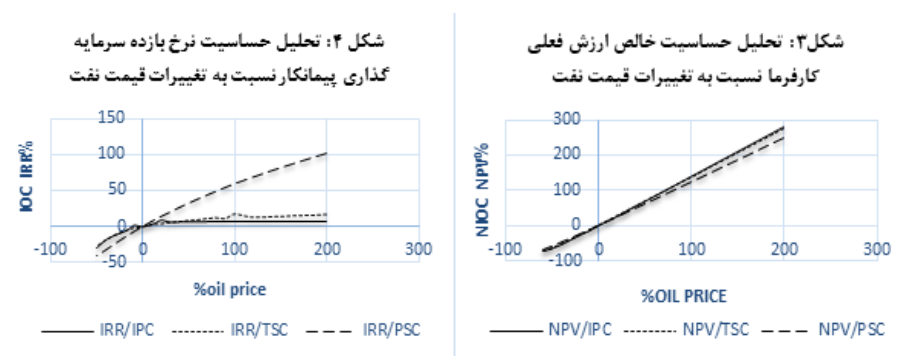 شکل۳: تحلیل حساسیت خالص ارزش فعلی
کارفرما نسبت به تغییرات قیمت نفت
300
200
100
0
-100
-100 0 100 200 300
NIOC NPV%
%OIL PRICE
NPV/IPC NPV/TSC NPV/PSC
شکل ۴: تحلیل حساسیت نرخ بازده سرمایه
گذاری پیمانکار نسبت به تغییرات قیمت نفت
150
100
50
0
-50
-100 0 100 200 300
IOC IRR%
%oil price
IRR/IPC IRR/TSC IRR/PSC